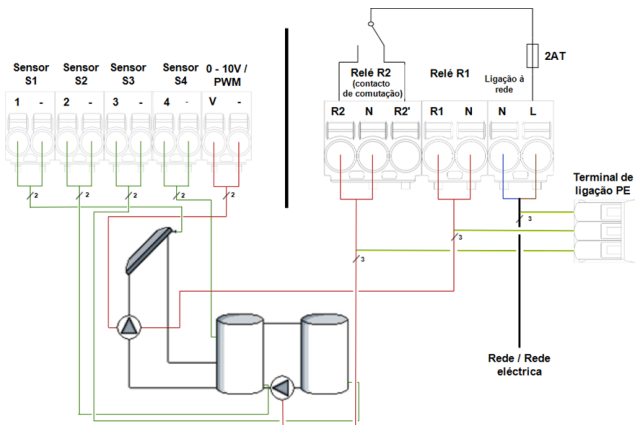 Sensor S1
Sensor S2
Sensor S3
Sensor S4
0 - 10V / PWM
1 - 2 - 3 - 4 - V -
2 2 2 2 2
Relé R2
(contacto
de comutação)
Relé R1
Ligação á
rede
2AT
R2 N R2' R1 N N L
Terminal de
ligação PE
3
3
3
Rede / Rede
eléctrica